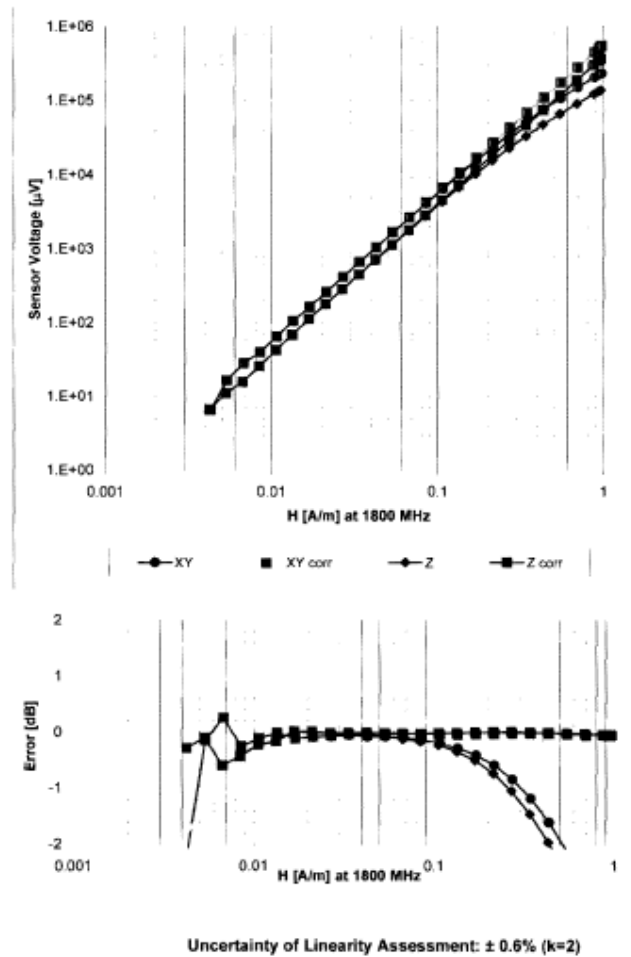 1.E+06
1.E+05
1.E+04
1.E+03
1.E+02
1.E+01
1.E+00
Sensor Voltage [µV]
0.001 0.01 0.1 1
H [A/m] at 1800 MHz
XY XY corr Z Z corr
2
1
0
-1
-2
Error [dB]
0.001 0.01 0.1 1
H [A/m] at 1800 MHz
Uncertainty of Linearity Assessment: ± 0.6% (k=2)